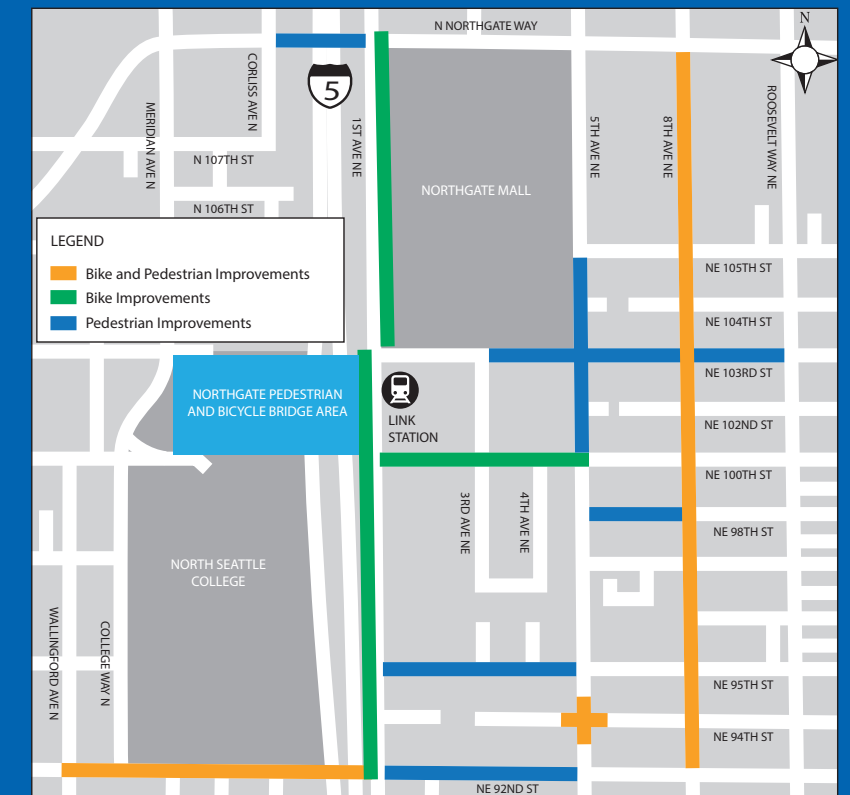 N NORTHGATE WAY
N
5
CORLISS AVE N
MERIDIAN AVE N
1ST AVE NE
5TH AVE NE
8TH AVE NE
ROOSEVELT WAY NE
N 107TH ST
NORTHGATE MALL
N 106TH ST
LEGEND
Bike and Pedestrian Improvements
Bike Improvements
Pedestrian Improvements
NE 105TH ST
NE 104TH ST
NE 103RD ST
NORTHGATE PEDESTRIAN
AND BICYCLE BRIDGE AREA
LINK
STATION
NE 102ND ST
NE 100TH ST
3RD AVE NE
4TH AVE NE
NE 98TH ST
NORTH SEATTLE
COLLEGE
WALLINGFORD AVE N
COLLEGE WAY N
NE 95TH ST
NE 94TH ST
NE 92ND ST